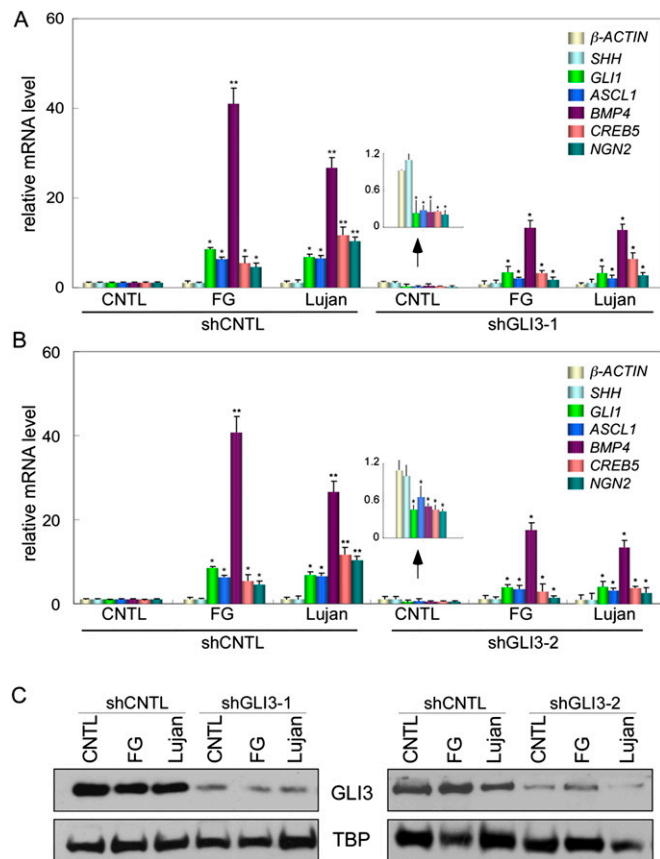 A
relative mRNA level
60
40
20
0
β-ACTIN
SHH
GLI1
ASCL1
BMP4
CREB5
NGN2
1.2
0.6
0
* * ** * * * * ** ** **
* * * * *
* * * * * * * * * *
CNTL FG Lujan CNTL FG Lujan
shCNTL shGLI3-1
B
relative mRNA level
60
40
20
0
β-ACTIN
SHH
GLI1
ASCL1
BMP4
CREB5
NGN2
1.2
0.6
0
* * ** * * * * ** ** **
* * * * *
* * * * * * * * * *
CNTL FG Lujan CNTL FG Lujan
shCNTL shGLI3-2
C
shCNTL shGLI3-1 shCNTL shGLI3-2
CNTL FG Lujan CNTL FG Lujan CNTL FG Lujan CNTL FG Lujan
GLI3
TBP